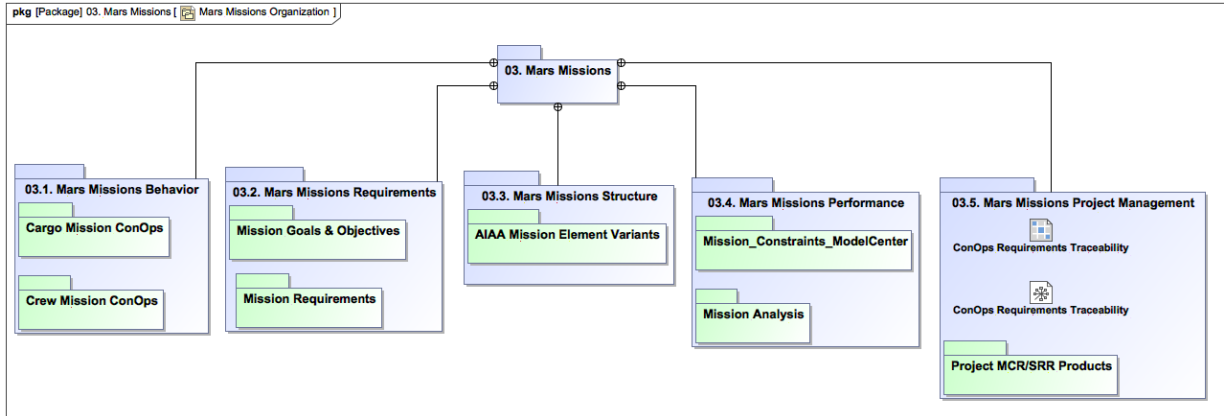 pkg [Package] 03. Mars Missions [ Mars Missions Organization ]
03. Mars Missions
03.1. Mars Missions Behavior
Cargo Mission ConOps
Crew Mission ConOps
03.2. Mars Missions Requirements
Mission Goals & Objectives
Mission Requirements
03.3. Mars Missions Structure
AIAA Mission Element Variants
03.4. Mars Missions Performance
Mission_Constraints_ModelCenter
Mission Analysis
03.5. Mars Missions Project Management
ConOps Requirements Traceability
ConOps Requirements Traceability
Project MCR/SRR Products